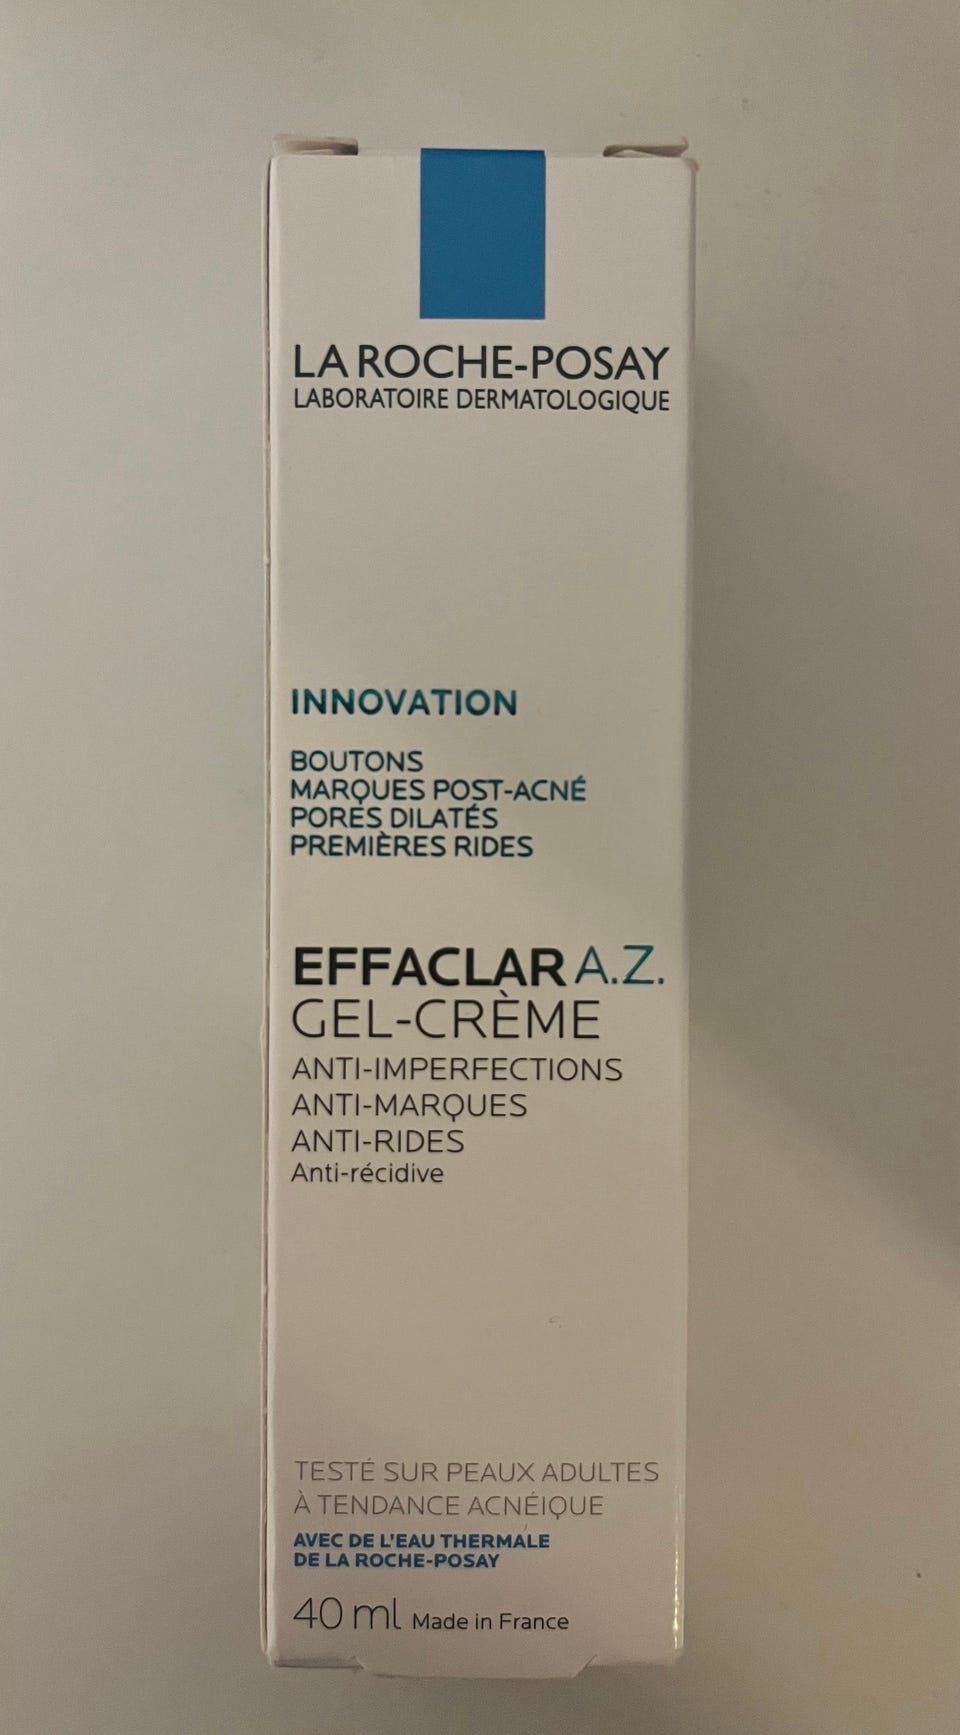 LA ROCHE-POSAY
LABORATOIRE DERMATOLOGIQUE
INNOVATION
BOUTONS
MARQUES POST-ACNÉ
PORES DILATÉS
PREMIÈRES RIDES
EFFACLAR A.Z.
GEL-CRÈME
ANTI-IMPERFECTIONS
ANTI-MARQUES
ANTI-RIDES
Anti-récidive
TESTÉ SUR PEAUX ADULTES
À TENDANCE ACNÉIQUE
AVEC DE L'EAU THERMALE
DE LA ROCHE-POSAY
40 ml Made in France